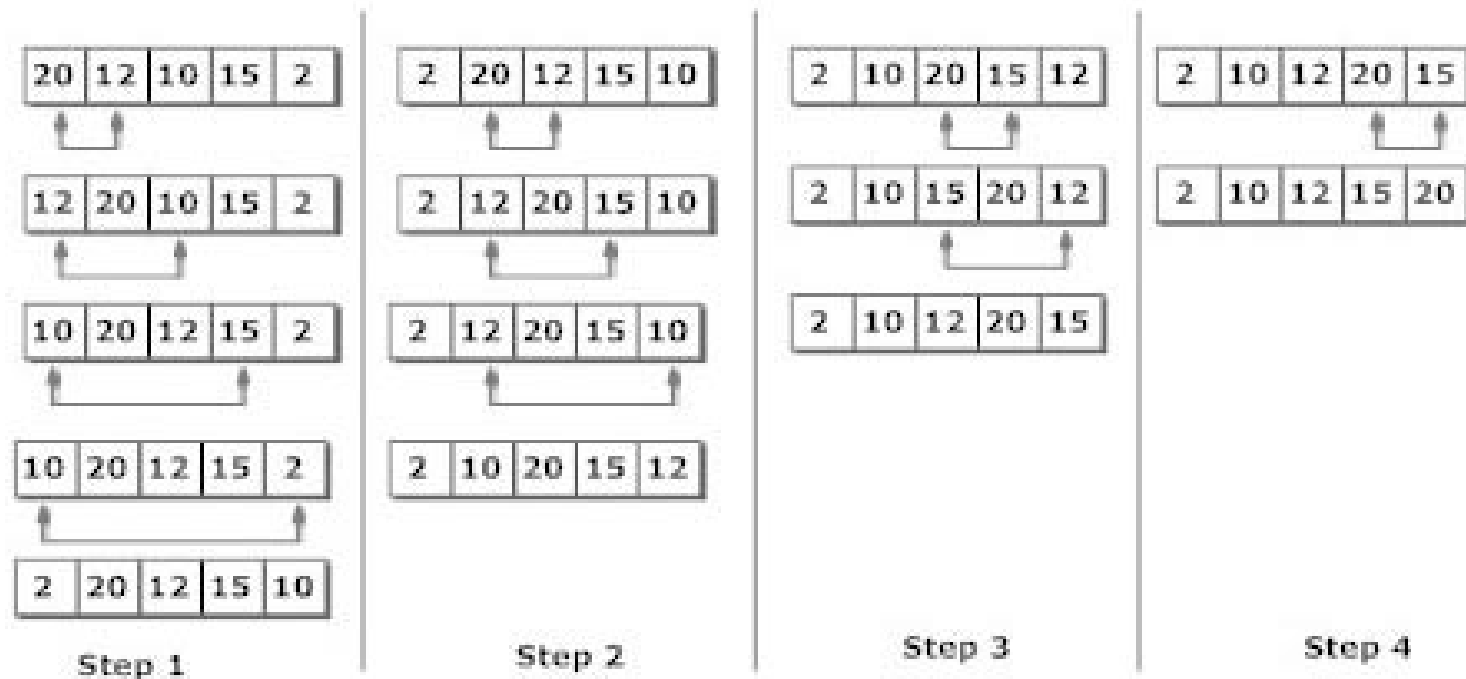 20 12 10 15 2
12 20 10 15 2
10 20 12 15 2
10 20 12 15 2
2 20 12 15 10
Step 1
2 20 12 15 10
2 12 20 15 10
2 12 20 15 10
2 10 20 15 12
Step 2
2 10 20 15 12
2 10 15 20 12
2 10 12 20 15
Step 3
2 10 12 20 15
2 10 12 15 20
Step 4